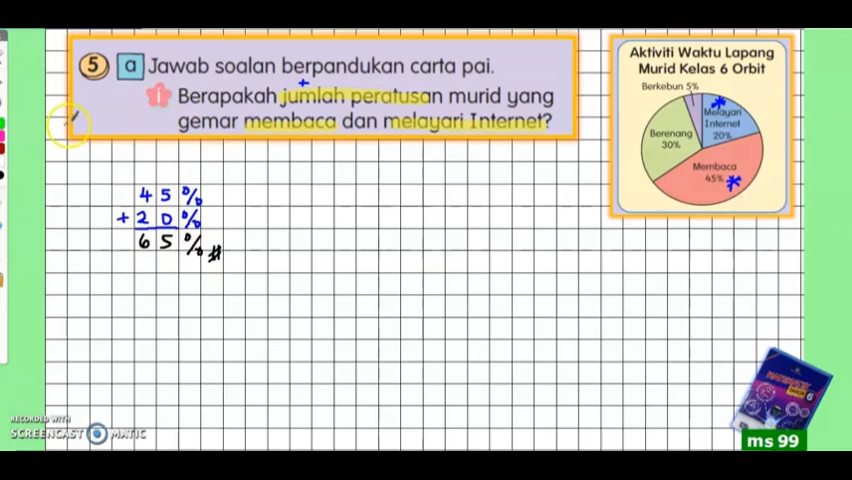 5 a Jawab soalan berpandukan carta pai.
+
i Berapakah jumlah peratusan murid yang
gemar membaca dan melayari Internet?
Aktiviti Waktu Lapang
Murid Kelas 6 Orbit
Berkebun 5%
Melayari
Internet
20%
Berenang
30%
Membaca
45%
45%
+20%
65%
RECORDED WITH
SCREENCAST MATIC
MATEMATIK
6
ms 99